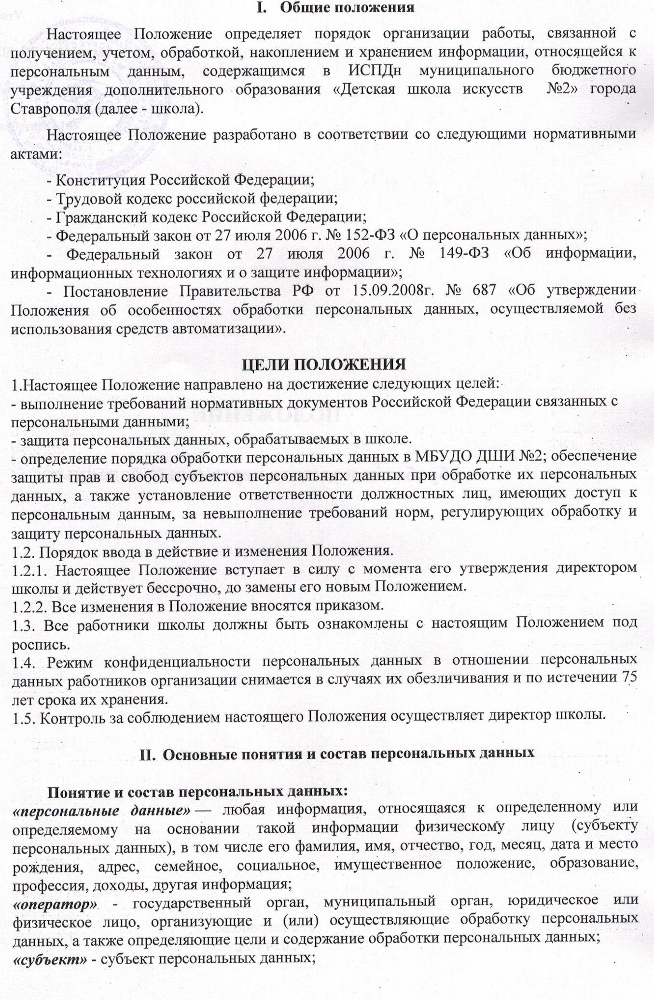 I. Общие положения
Настоящее Положение определяет порядок организации работы, связанной с
получением, учетом, обработкой, накоплением и хранением информации, относящейся к
персональным данным, содержащимся в ИСПДн муниципального бюджетного
учреждения дополнительного образования «Детская школа искусств №2» города
Ставрополя (далее - школа).
Настоящее Положение разработано в соответствии со следующими нормативными
актами:
- Конституция Российской Федерации;
- Трудовой кодекс российской федерации;
- Гражданский кодекс Российской Федерации;
- Федеральный закон от 27 июля 2006 г. № 152-ФЗ «О персональных данных»;
- Федеральный закон от 27 июля 2006 г. № 149-ФЗ «Об информации,
информационных технологиях и о защите информации»;
- Постановление Правительства РФ от 15.09.2008г. № 687 «Об утверждении
Положения об особенностях обработки персональных данных, осуществляемой без
использования средств автоматизации».
ЦЕЛИ ПОЛОЖЕНИЯ
1.Настоящее Положение направлено на достижение следующих целей:
- выполнение требований нормативных документов Российской Федерации связанных с
персональными данными;
- защита персональных данных, обрабатываемых в школе.
- определение порядка обработки персональных данных в МБУДО ДШИ №2; обеспечение
защиты прав и свобод субъектов персональных данных при обработке их персональных
данных, а также установление ответственности должностных лиц, имеющих доступ к
персональным данным, за невыполнение требований норм, регулирующих обработку и
защиту персональных данных.
1.2. Порядок ввода в действие и изменения Положения.
1.2.1. Настоящее Положение вступает в силу с момента его утверждения директором
школы и действует бессрочно, до замены его новым Положением.
1.2.2. Все изменения в Положение вносятся приказом.
1.3. Все работники школы должны быть ознакомлены с настоящим Положением под
роспись.
1.4. Режим конфиденциальности персональных данных в отношении персональных
данных работников организации снимается в случаях их обезличивания и по истечении 75
лет срока их хранения.
1.5. Контроль за соблюдением настоящего Положения осуществляет директор школы.
II. Основные понятия и состав персональных данных
Понятие и состав персональных данных:
«персональные данные» — любая информация, относящаяся к определенному или
определяемому на основании такой информации физическому лицу (субъекту
персональных данных), в том числе его фамилия, имя, отчество, год, месяц, дата и место
рождения, адрес, семейное, социальное, имущественное положение, образование,
профессия, доходы, другая информация;
«оператор» - государственный орган, муниципальный орган, юридическое или
физическое лицо, организующие и (или) осуществляющие обработку персональных
данных, а также определяющие цели и содержание обработки персональных данных;
«субъект» - субъект персональных данных;